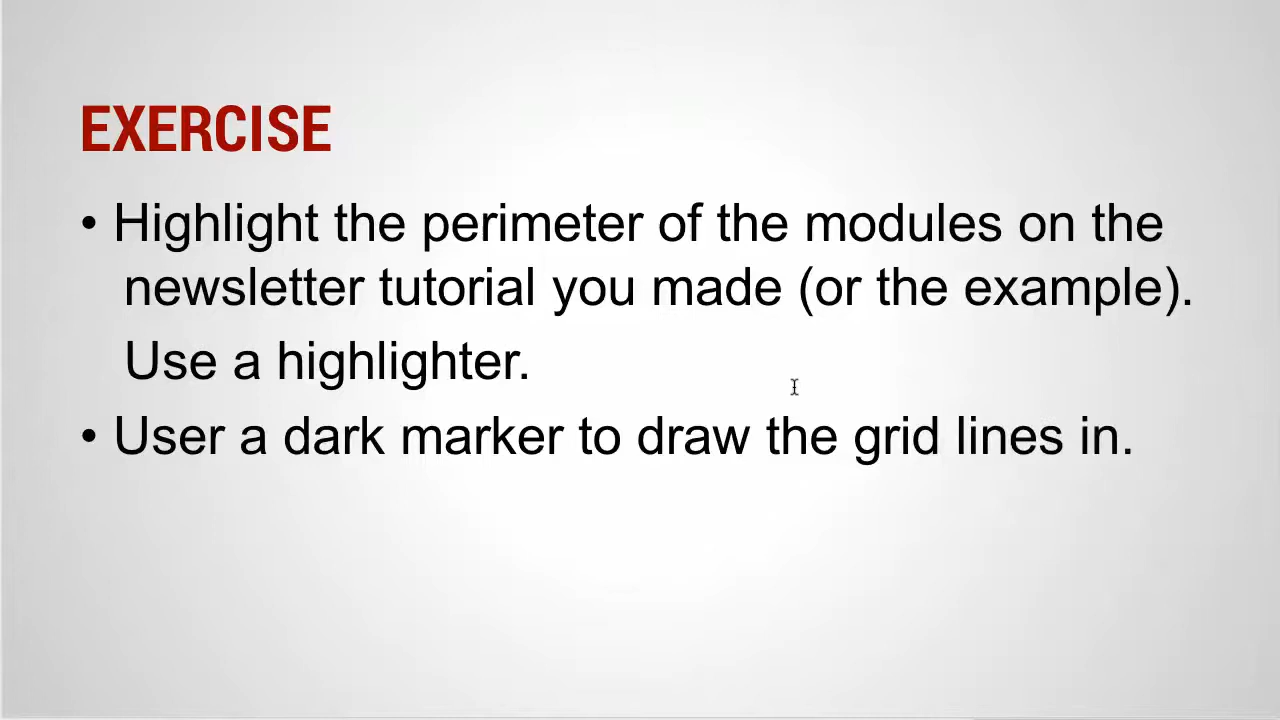 EXERCISE
• Highlight the perimeter of the modules on the
newsletter tutorial you made (or the example).
Use a highlighter.
• User a dark marker to draw the grid lines in.